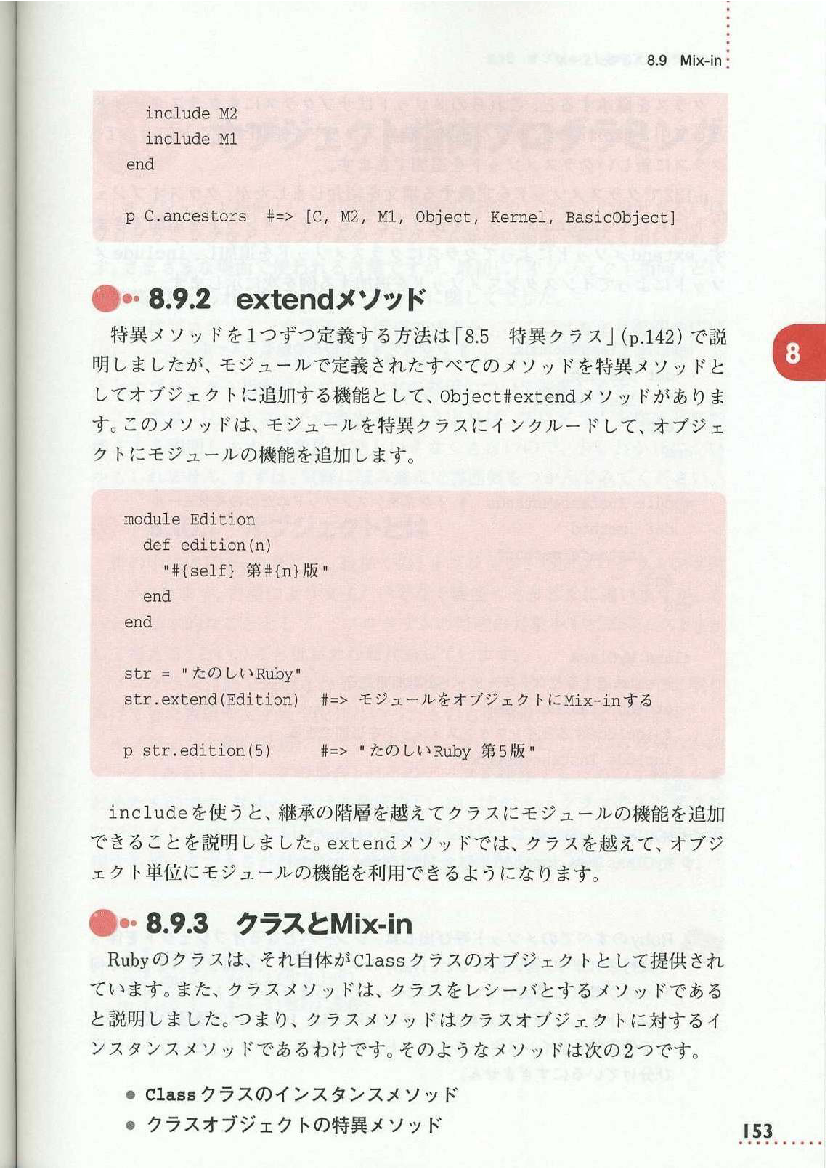 8.9 Mix-in
include M2
include M1
end
p C.ancestors #=> [C, M2, M1, Object, Kernel, BasicObject]
8.9.2 extendメソッド
特異メソッドを1つずつ定義する方法は「8.5 特異クラス」(p.142) で説
明しましたが、モジュールで定義されたすべてのメソッドを特異メソッドと
してオブジェクトに追加する機能として、Object#extendメソッドがありま
す。このメソッドは、モジュールを特異クラスにインクルードして、オブジェ
クトにモジュールの機能を追加します。
8
module Edition
def edition(n)
"#{self} 第#{n}版"
end
end
str = "たのしいRuby"
str.extend(Edition) #=> モジュールをオブジェクトにMix-inする
p str.edition(5) #=> "たのしいRuby 第5版"
includeを使うと、継承の階層を越えてクラスにモジュールの機能を追加
できることを説明しました。extendメソッドでは、クラスを越えて、オブジ
ェクト単位にモジュールの機能を利用できるようになります。
8.9.3 クラスとMix-in
Rubyのクラスは、それ自体がClassクラスのオブジェクトとして提供され
ています。また、クラスメソッドは、クラスをレシーバとするメソッドである
と説明しました。つまり、クラスメソッドはクラスオブジェクトに対するイ
ンスタンスメソッドであるわけです。そのようなメソッドは次の2つです。
● Classクラスのインスタンスメソッド
● クラスオブジェクトの特異メソッド
153